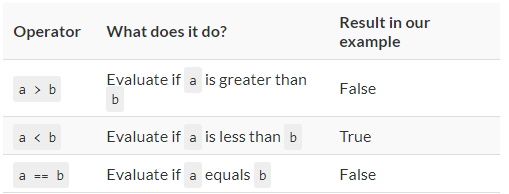 Operator What does it do? Result in our
example
a > b Evaluate if a is greater than
b False
a < b Evaluate if a is less than b True
a == b Evaluate if a equals b False